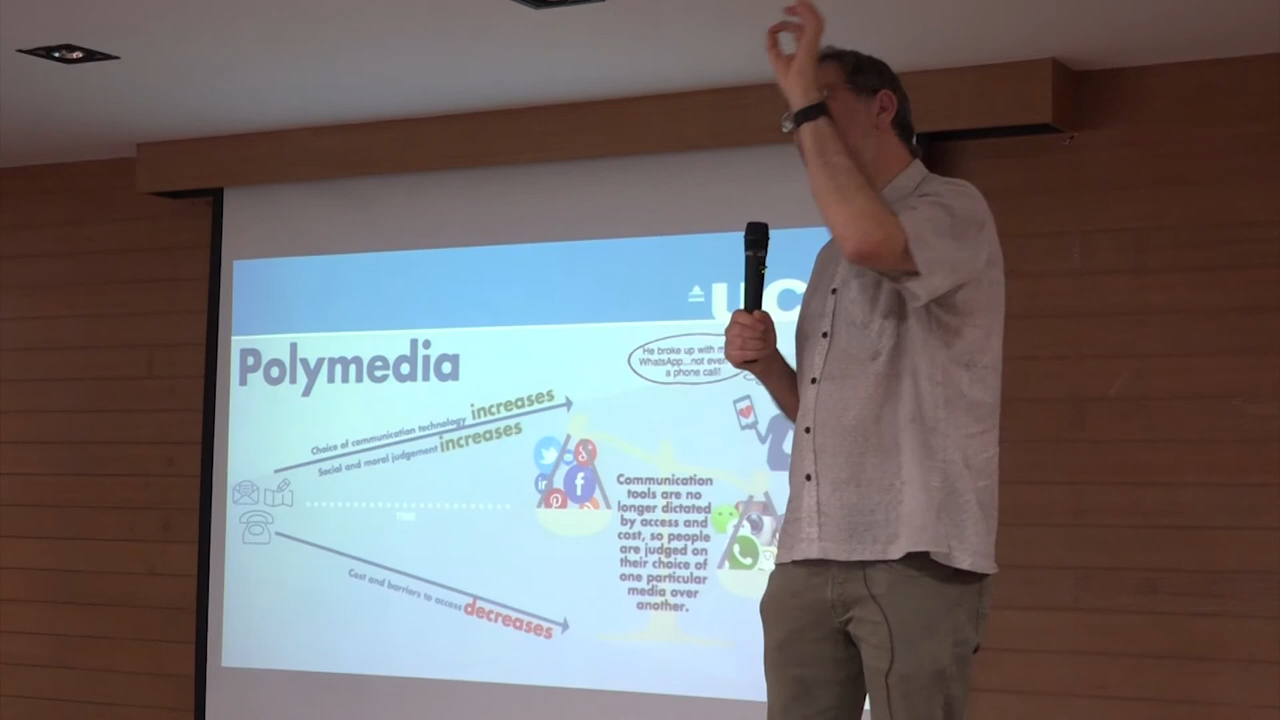 UC
Polymedia
He broke up with m
WhatsApp...not even
a phone call!
Choice of communication technology increases
Social and moral judgement increases
TIME
Communication
tools are no
longer dictated
by access and
cost, so people
are judged on
their choice of
one particular
media over
another.
Cost and barriers to access decreases